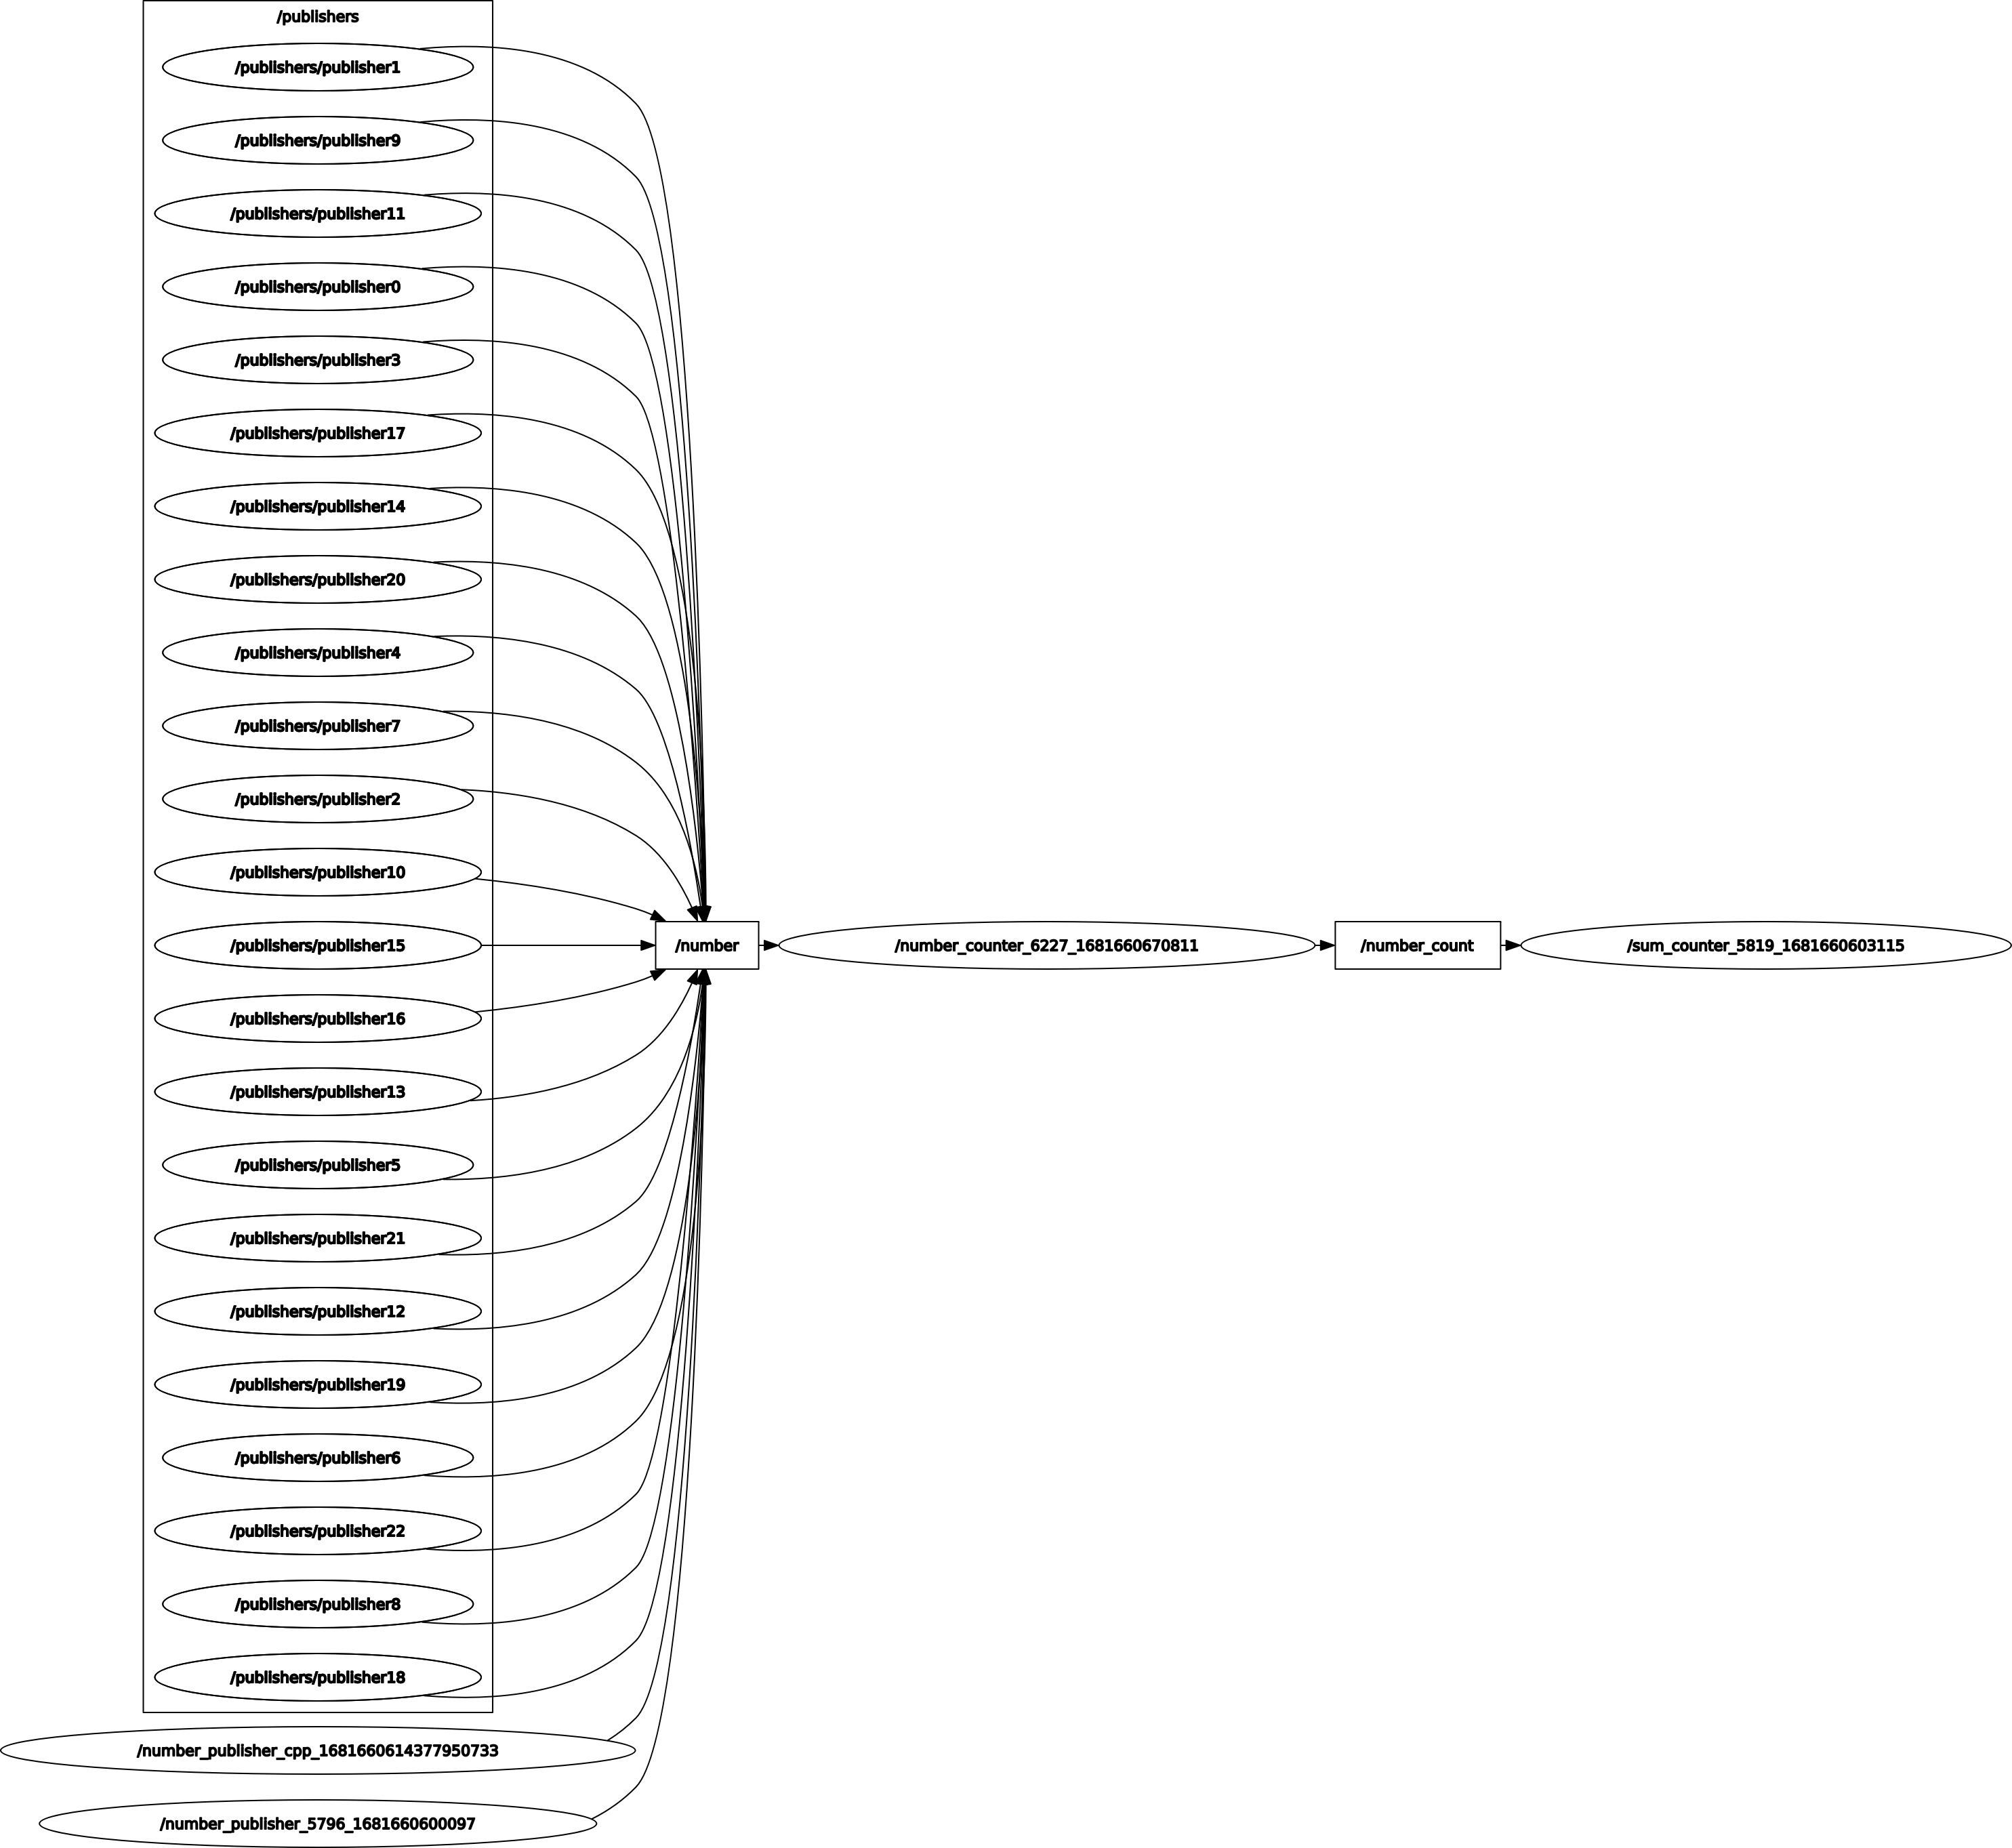 /publishers
/publishers/publisher1
/publishers/publisher9
/publishers/publisher11
/publishers/publisher0
/publishers/publisher3
/publishers/publisher17
/publishers/publisher14
/publishers/publisher20
/publishers/publisher4
/publishers/publisher7
/publishers/publisher2
/publishers/publisher10
/publishers/publisher15
/number
/number_counter_6227_1681660670811
/number_count
/sum_counter_5819_1681660603115
/publishers/publisher16
/publishers/publisher13
/publishers/publisher5
/publishers/publisher21
/publishers/publisher12
/publishers/publisher19
/publishers/publisher6
/publishers/publisher22
/publishers/publisher8
/publishers/publisher18
/number_publisher_cpp_1681660614377950733
/number_publisher_5796_1681660600097